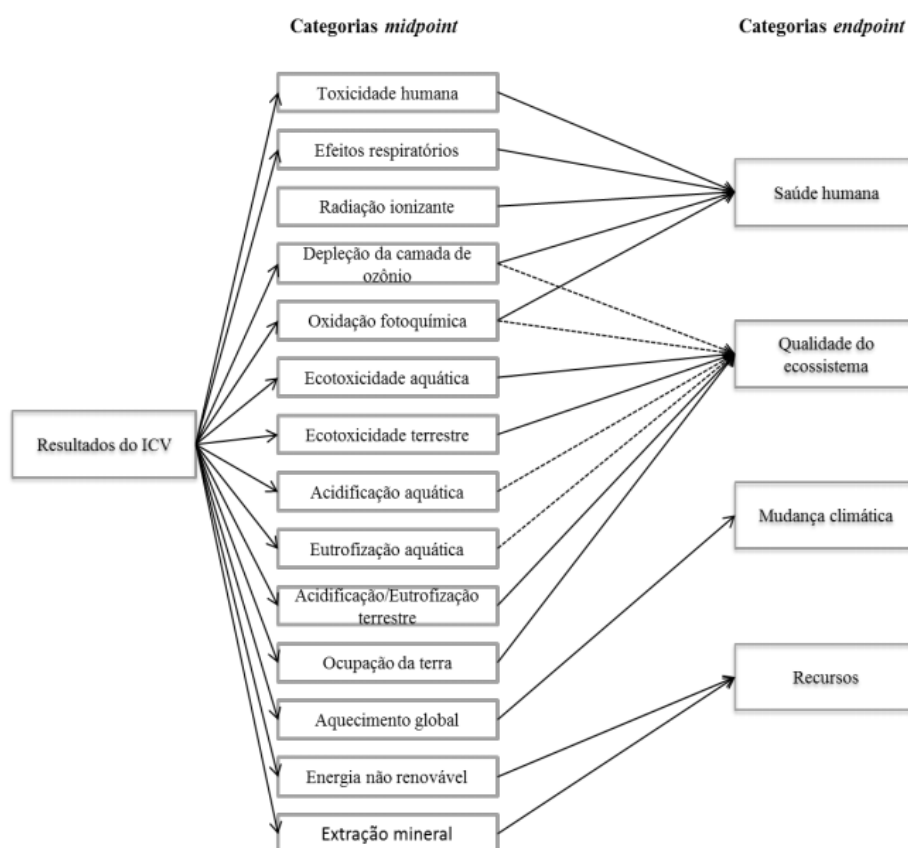 Categorias midpoint
Categorias endpoint
Toxicidade humana
Efeitos respiratórios
Radiação ionizante
Depleção da camada de
ozônio
Oxidação fotoquímica
Ecotoxicidade aquática
Ecotoxicidade terrestre
Acidificação aquática
Eutrofização aquática
Acidificação/Eutrofização
terrestre
Ocupação da terra
Aquecimento global
Energia não renovável
Extração mineral
Resultados do ICV
Saúde humana
Qualidade do
ecossistema
Mudança climática
Recursos